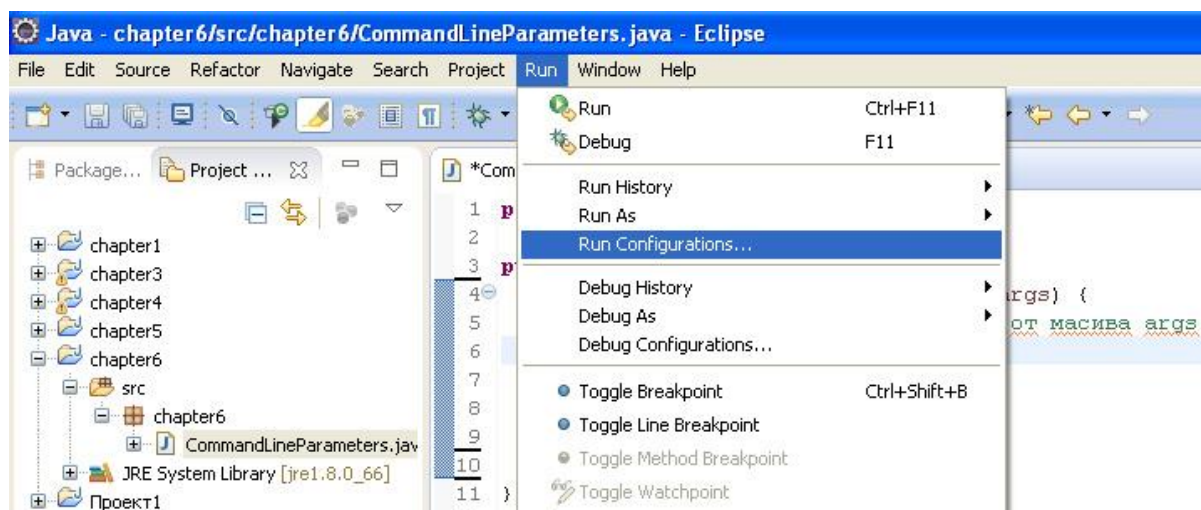 Java - chapter6/src/chapter6/CommandLineParameters.java - Eclipse
File Edit Source Refactor Navigate Search Project Run Window Help
Run Ctrl+F11
Debug F11
Run History
Run As
Run Configurations...
Debug History
Debug As
Debug Configurations...
Toggle Breakpoint Ctrl+Shift+B
Toggle Line Breakpoint
Toggle Method Breakpoint
Toggle Watchpoint
Package... Project ...
chapter1
chapter3
chapter4
chapter5
chapter6
src
chapter6
CommandLineParameters.jav
JRE System Library [jre1.8.0_66]
Проект1
*Com
1 p
2
3 p
4 args) {
5 от масива args
6
7
8
9
10
11 }